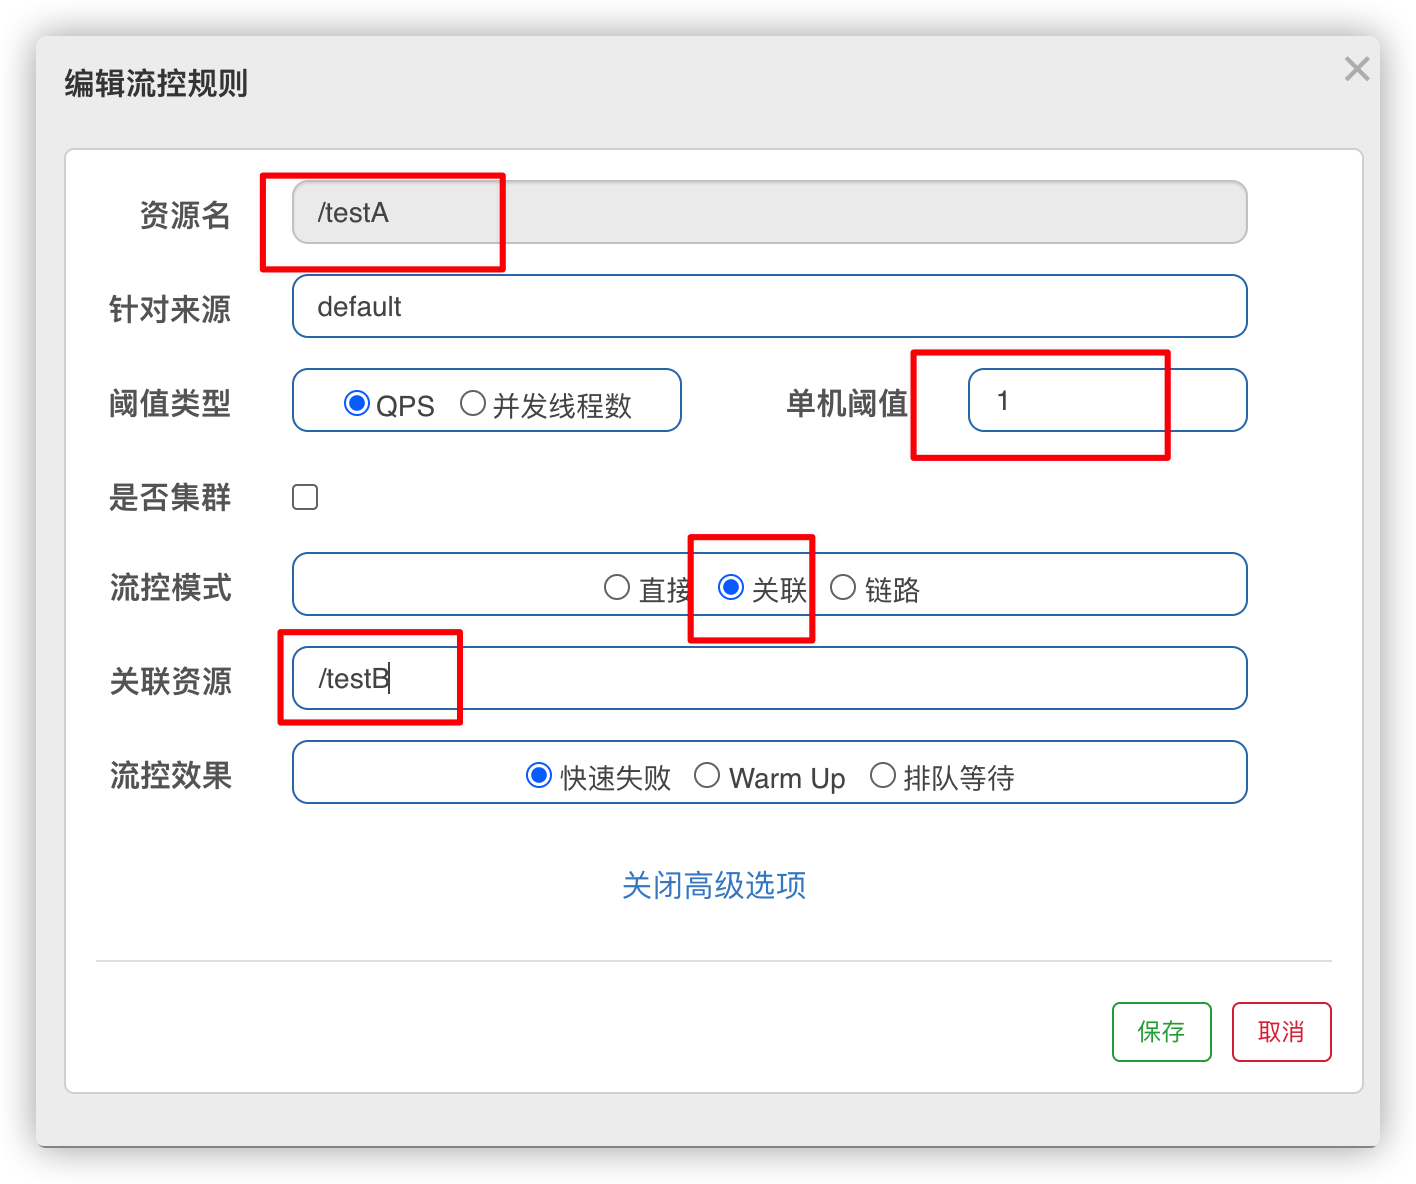 编辑流控规则
资源名 /testA
针对来源 default
阈值类型 QPS 并发线程数 单机阈值 1
是否集群
流控模式 直接 关联 链路
关联资源 /testB
流控效果 快速失败 Warm Up 排队等待
关闭高级选项
保存 取消